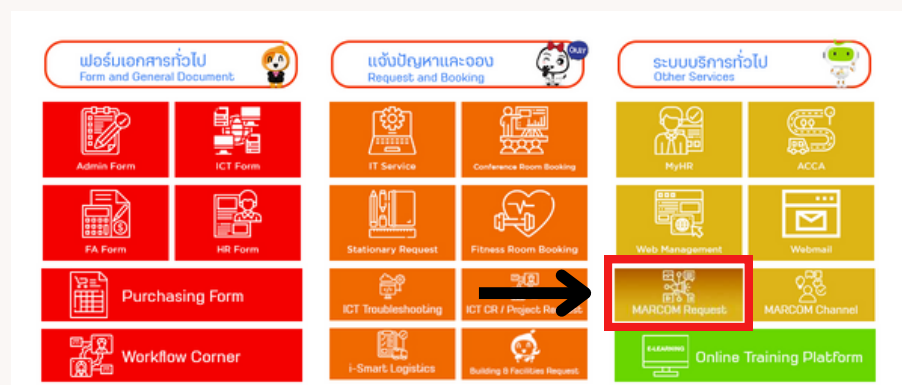 ฟอร์มเอกสารทั่วไป
Form and General Document
Admin Form
ICT Form
FA Form
HR Form
Purchasing Form
Workflow Corner
แจ้งปัญหาและจอง
Request and Booking
IT Service
Conference Room Booking
Stationary Request
Fitness Room Booking
ICT Troubleshooting
ICT CR / Project Re st
i-Smart Logistics
Building & Facilities Request
ระบบบริการทั่วไป
Other Services
MyHR
ACCA
Web Management
Webmail
MARCOM Request
MARCOM Channel
E-LEARNING
Online Training Platform